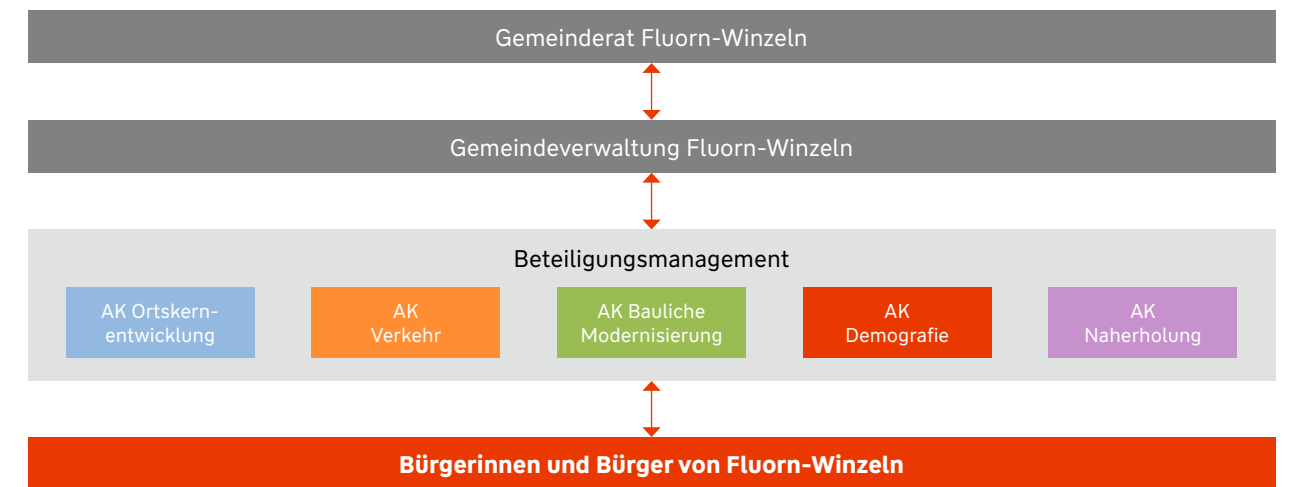 Gemeinderat Fluorn-Winzeln
Gemeindeverwaltung Fluorn-Winzeln
Beteiligungsmanagement
AK Ortskern-
entwicklung
AK
Verkehr
AK Bauliche
Modernisierung
AK
Demografie
AK
Naherholung
Bürgerinnen und Bürger von Fluorn-Winzeln